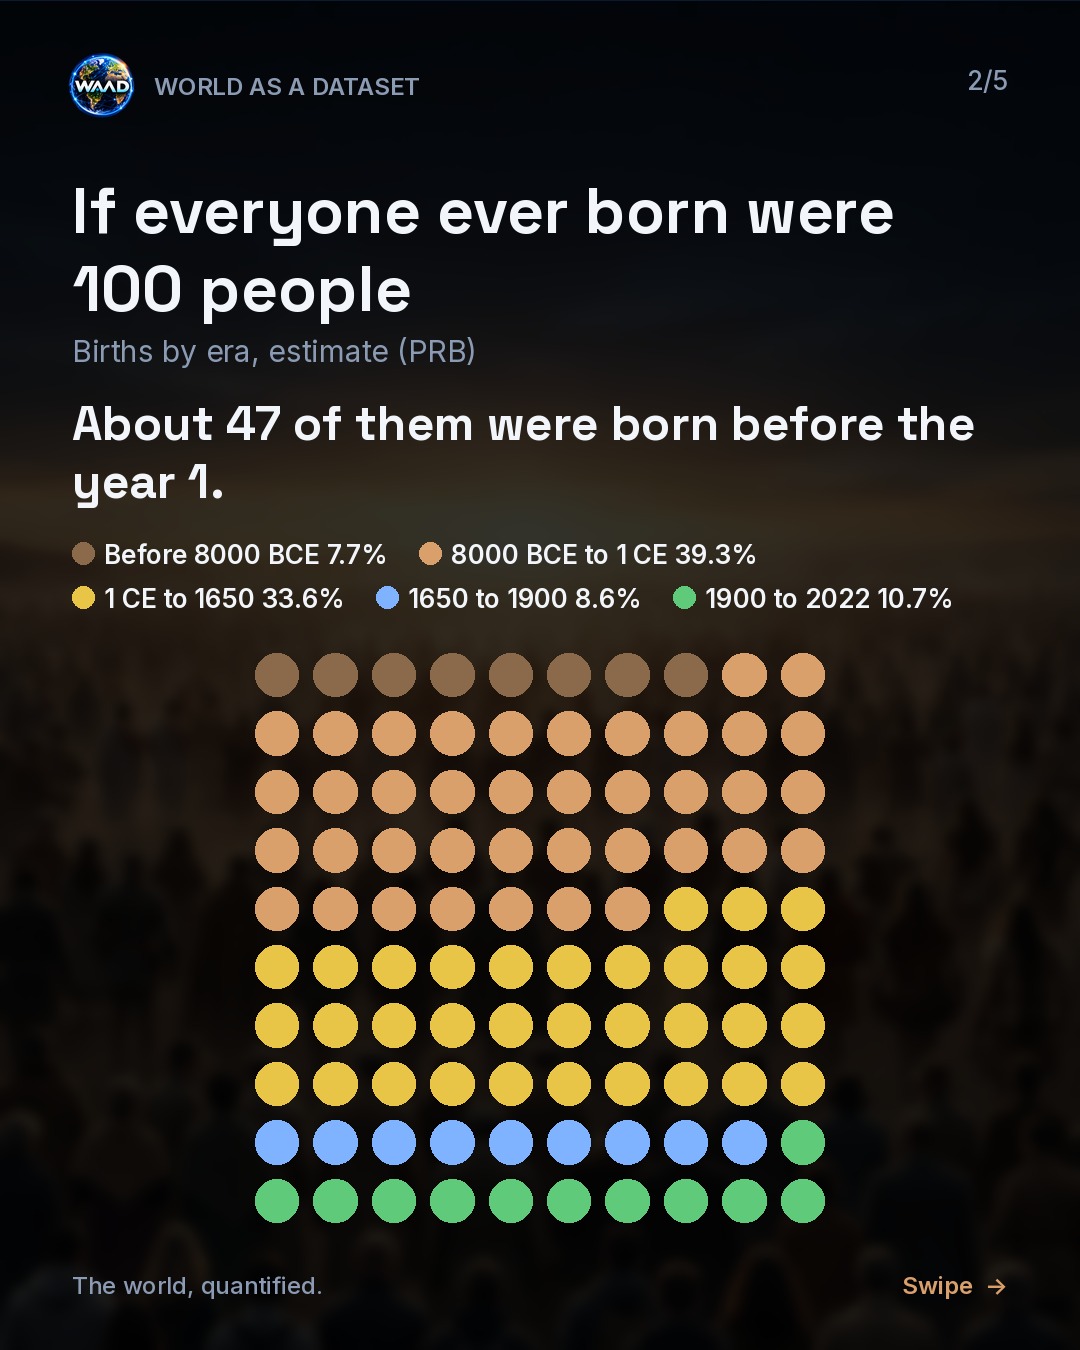 WAAD
WORLD AS A DATASET
2/5
If everyone ever born were
100 people
Births by era, estimate (PRB)
About 47 of them were born before the
year 1.
Before 8000 BCE 7.7%
8000 BCE to 1 CE 39.3%
1 CE to 1650 33.6%
1650 to 1900 8.6%
1900 to 2022 10.7%
The world, quantified.
Swipe →